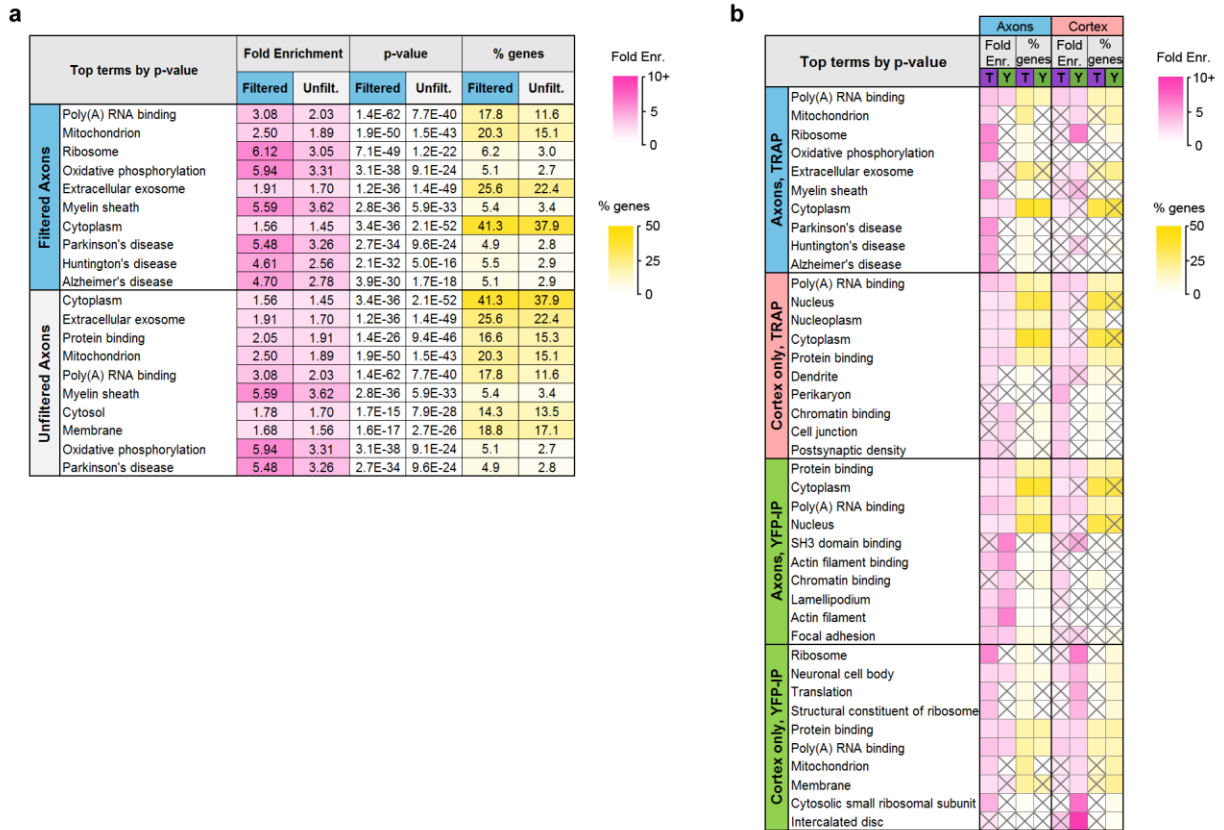 a
Top terms by p-value
Fold Enrichment p-value % genes
Filtered Unfilt. Filtered Unfilt. Filtered Unfilt.
Filtered Axons
Poly(A) RNA binding 3.08 2.03 1.4E-62 7.7E-40 17.8 11.6
Mitochondrion 2.50 1.89 1.9E-50 1.5E-43 20.3 15.1
Ribosome 6.12 3.05 7.1E-49 1.2E-22 6.2 3.0
Oxidative phosphorylation 5.94 3.31 3.1E-38 9.1E-24 5.1 2.7
Extracellular exosome 1.91 1.70 1.2E-36 1.4E-49 25.6 22.4
Myelin sheath 5.59 3.62 2.8E-36 5.9E-33 5.4 3.4
Cytoplasm 1.56 1.45 3.4E-36 2.1E-52 41.3 37.9
Parkinson's disease 5.48 3.26 2.7E-34 9.6E-24 4.9 2.8
Huntington's disease 4.61 2.56 2.1E-32 5.0E-16 5.5 2.9
Alzheimer's disease 4.70 2.78 3.9E-30 1.7E-18 5.1 2.9
Unfiltered Axons
Cytoplasm 1.56 1.45 3.4E-36 2.1E-52 41.3 37.9
Extracellular exosome 1.91 1.70 1.2E-36 1.4E-49 25.6 22.4
Protein binding 2.05 1.91 1.4E-26 9.4E-46 16.6 15.3
Mitochondrion 2.50 1.89 1.9E-50 1.5E-43 20.3 15.1
Poly(A) RNA binding 3.08 2.03 1.4E-62 7.7E-40 17.8 11.6
Myelin sheath 5.59 3.62 2.8E-36 5.9E-33 5.4 3.4
Cytosol 1.78 1.70 1.7E-15 7.9E-28 14.3 13.5
Membrane 1.68 1.56 1.6E-17 2.7E-26 18.8 17.1
Oxidative phosphorylation 5.94 3.31 3.1E-38 9.1E-24 5.1 2.7
Parkinson's disease 5.48 3.26 2.7E-34 9.6E-24 4.9 2.8
Fold Enr.
10+
5
0
% genes
50
25
0
b
Top terms by p-value
Axons Cortex
Fold Enr. % genes Fold Enr. % genes
T Y T Y T Y T Y
Axons, TRAP
Poly(A) RNA binding
Mitochondrion
Ribosome
Oxidative phosphorylation
Extracellular exosome
Myelin sheath
Cytoplasm
Parkinson's disease
Huntington's disease
Alzheimer's disease
Cortex only, TRAP
Poly(A) RNA binding
Nucleus
Nucleoplasm
Cytoplasm
Protein binding
Dendrite
Perikaryon
Chromatin binding
Cell junction
Postsynaptic density
Axons, YFP-IP
Protein binding
Cytoplasm
Poly(A) RNA binding
Nucleus
SH3 domain binding
Actin filament binding
Chromatin binding
Lamellipodium
Actin filament
Focal adhesion
Cortex only, YFP-IP
Ribosome
Neuronal cell body
Translation
Structural constituent of ribosome
Protein binding
Poly(A) RNA binding
Mitochondrion
Membrane
Cytosolic small ribosomal subunit
Intercalated disc
Fold Enr.
10+
5
0
% genes
50
25
0